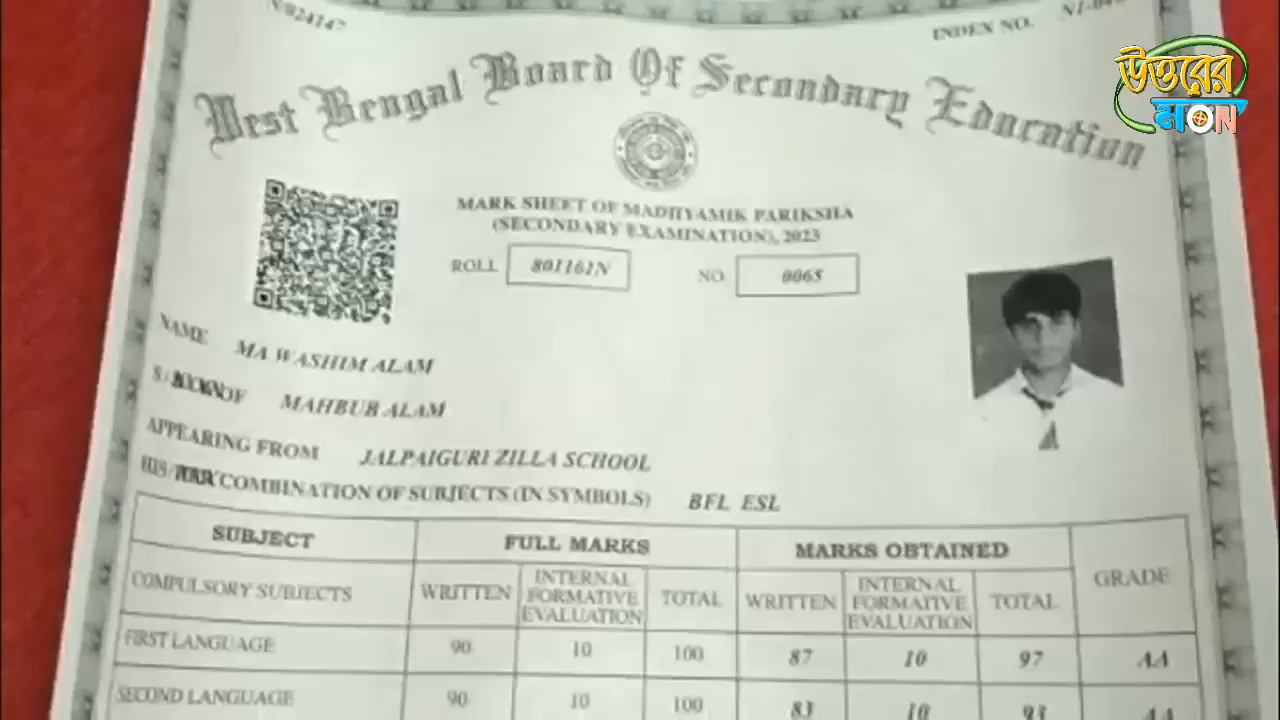 N/824147
INDEX NO.
উত্তরের
মON
West Bengal Board Of Secondary Education
MARK SHEET OF MADHYAMIK PARIKSHA
(SECONDARY EXAMINATION), 2023
ROLL 801161N NO. 0065
NAME MA WASHIM ALAM
OF MAHBUB ALAM
APPEARING FROM JALPAIGURI ZILLA SCHOOL
HIS/ COMBINATION OF SUBJECTS (IN SYMBOLS) BFL ESL
SUBJECT FULL MARKS MARKS OBTAINED GRADE
COMPULSORY SUBJECTS WRITTEN INTERNAL FORMATIVE EVALUATION TOTAL WRITTEN INTERNAL FORMATIVE EVALUATION TOTAL
FIRST LANGUAGE 90 10 100 87 10 97 AA
SECOND LANGUAGE 90 10 100 83 10 93 AA